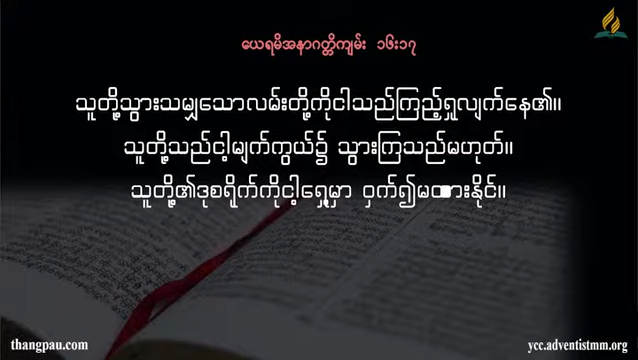 ယေရမိအနာဂတ္တိကျမ်း ၁၆း၁၇
သူတို့သွားသမျှသောလမ်းတို့ကိုငါသည်ကြည့်ရှုလျက်နေ၏။
သူတို့သည်ငါ့မျက်ကွယ်၌ သွားကြသည်မဟုတ်။
သူတို့၏ဒုစရိုက်ကိုငါ့ရှေ့မှာ ဝှက်၍မထားနိုင်။
thangpau.com
ycc.adventistmm.org